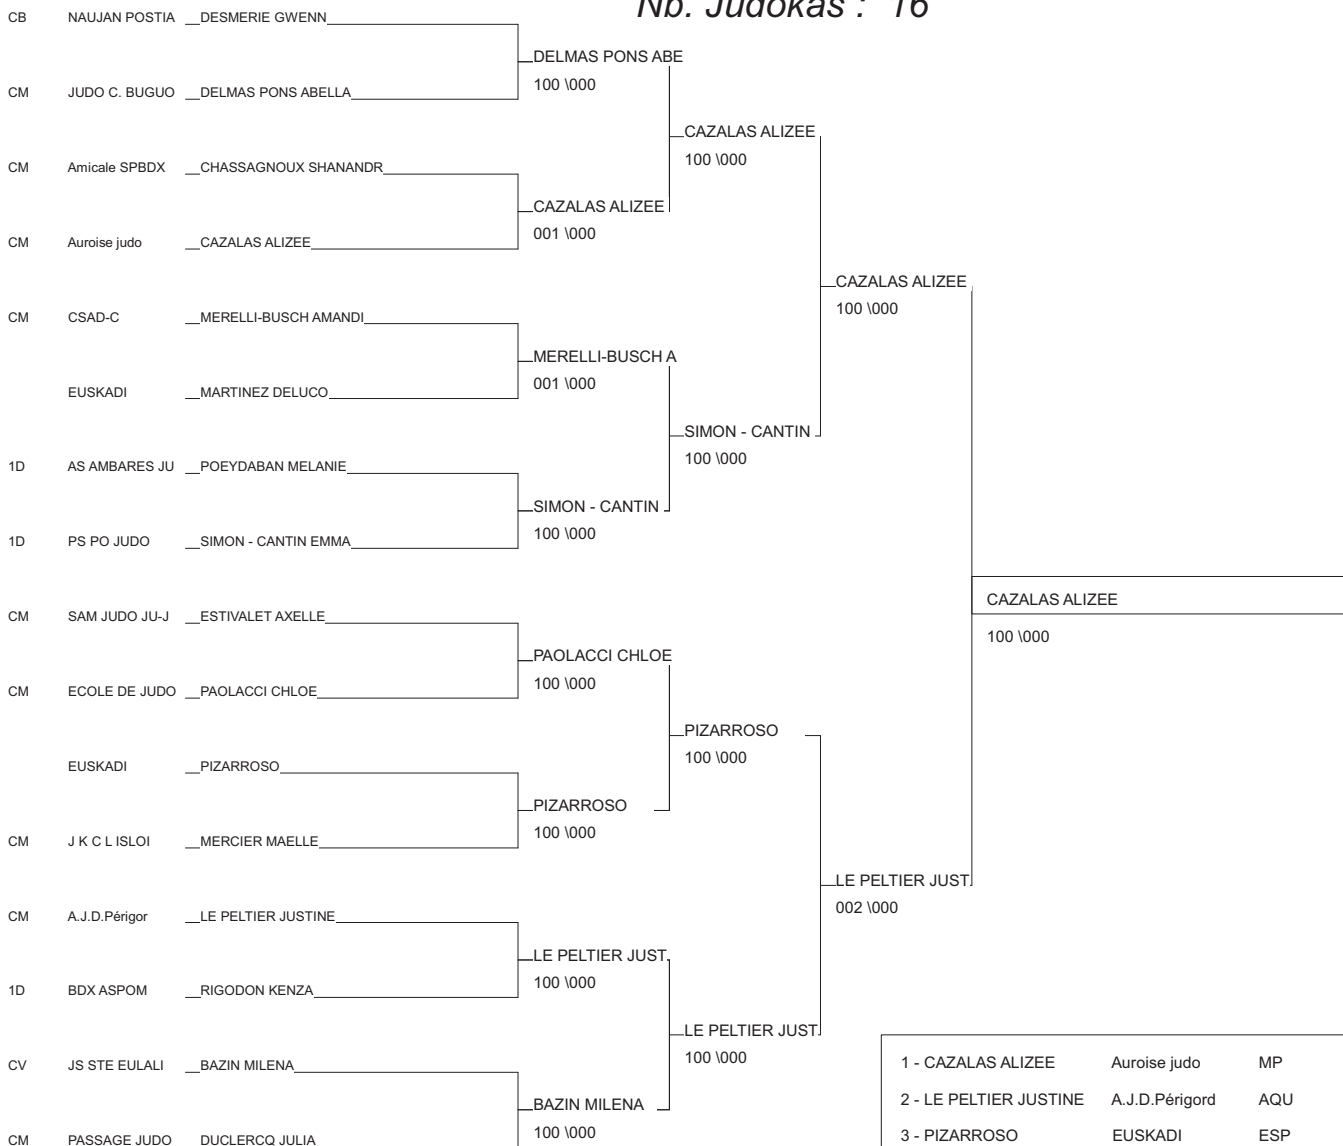 Nb. Judokas : 16
CB NAUJAN POSTIA DESMERIE GWENN
DELMAS PONS ABE
100 \000
CM JUDO C. BUGUO DELMAS PONS ABELLA
CAZALAS ALIZEE
100 \000
CM Amicale SPBDX CHASSAGNOUX SHANANDR
CAZALAS ALIZEE
001 \000
CM Auroise judo CAZALAS ALIZEE
CAZALAS ALIZEE
100 \000
CM CSAD-C MERELLI-BUSCH AMANDI
MERELLI-BUSCH A
001 \000
EUSKADI MARTINEZ DELUCO
SIMON - CANTIN
100 \000
1D AS AMBARES JU POEYDABAN MELANIE
SIMON - CANTIN
100 \000
1D PS PO JUDO SIMON - CANTIN EMMA
CAZALAS ALIZEE
100 \000
CM SAM JUDO JU-J ESTIVALET AXELLE
PAOLACCI CHLOE
100 \000
CM ECOLE DE JUDO PAOLACCI CHLOE
PIZARROSO
100 \000
EUSKADI PIZARROSO
PIZARROSO
100 \000
CM J K C L ISLOI MERCIER MAELLE
LE PELTIER JUST
002 \000
CM A.J.D.Périgor LE PELTIER JUSTINE
LE PELTIER JUST
100 \000
1D BDX ASPOM RIGODON KENZA
LE PELTIER JUST
100 \000
CV JS STE EULALI BAZIN MILENA
BAZIN MILENA
100 \000
CM PASSAGE JUDO DUCLERCQ JULIA
1 - CAZALAS ALIZEE Auroise judo MP
2 - LE PELTIER JUSTINE A.J.D.Périgord AQU
3 - PIZARROSO EUSKADI ESP